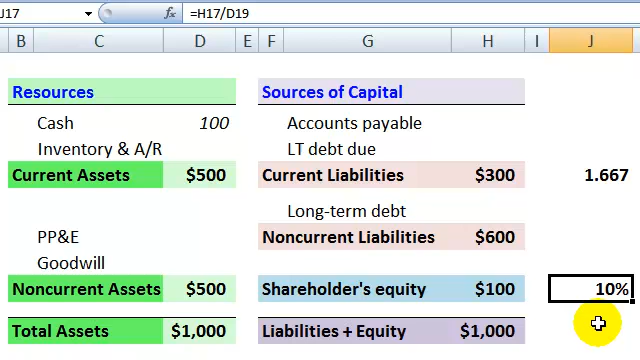 J17 =H17/D19
B C D E F G H I J
Resources Sources of Capital
Cash 100 Accounts payable
Inventory & A/R LT debt due
Current Assets $500 Current Liabilities $300 1.667
Long-term debt
PP&E Noncurrent Liabilities $600
Goodwill
Noncurrent Assets $500 Shareholder's equity $100 10%
Total Assets $1,000 Liabilities + Equity $1,000